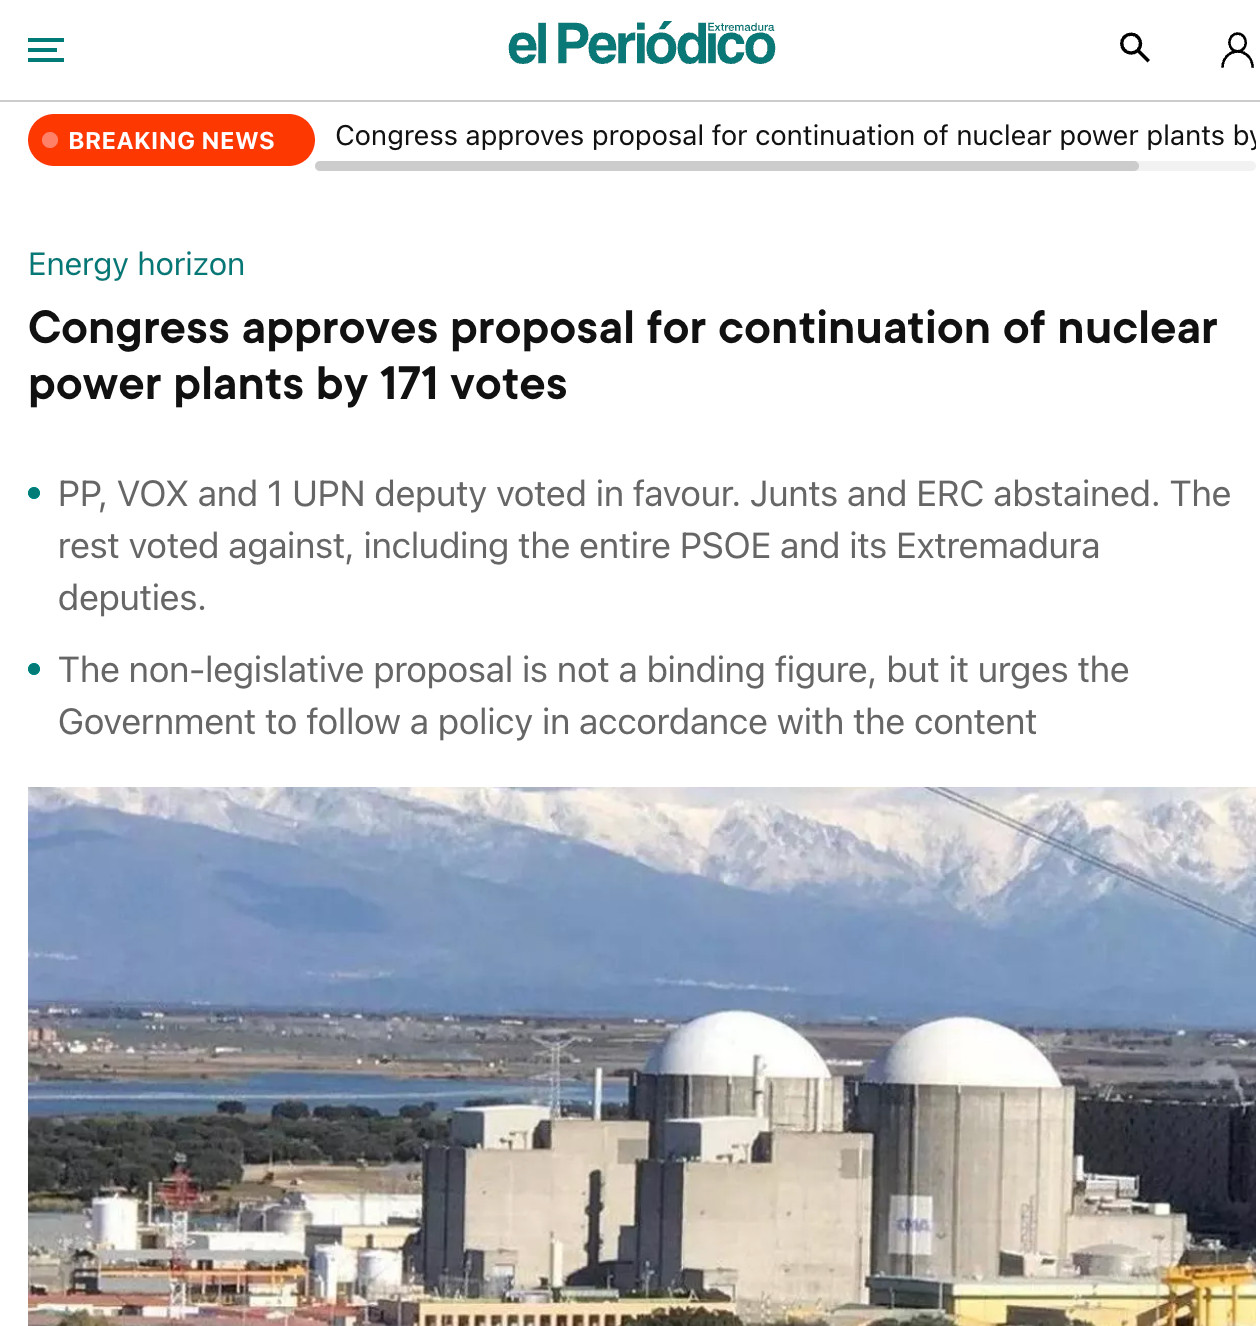 Extremadura
el Periódico
BREAKING NEWS
Congress approves proposal for continuation of nuclear power plants by
Energy horizon
Congress approves proposal for continuation of nuclear
power plants by 171 votes
PP, VOX and 1 UPN deputy voted in favour. Junts and ERC abstained. The
rest voted against, including the entire PSOE and its Extremadura
deputies.
The non-legislative proposal is not a binding figure, but it urges the
Government to follow a policy in accordance with the content